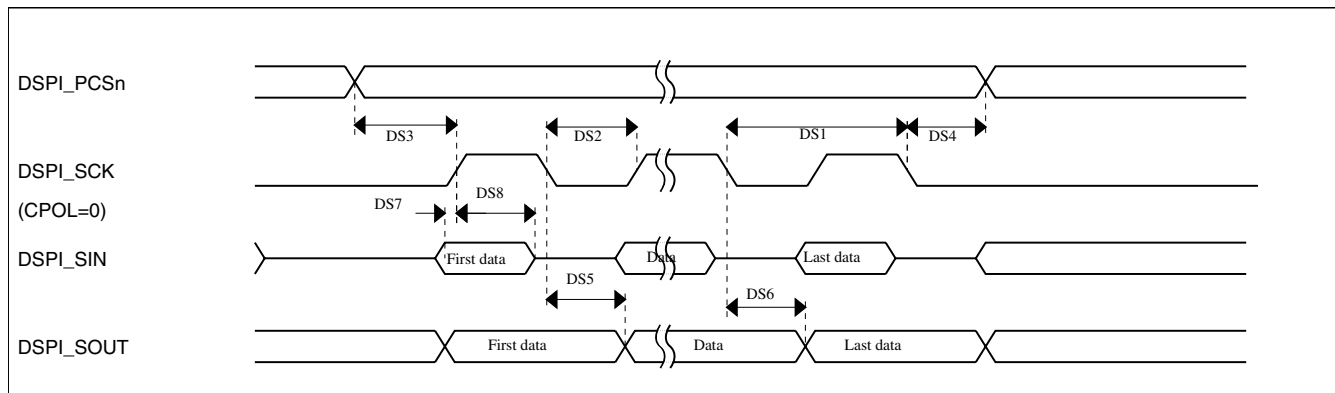 DSPI_PCSn
DS3
DS2
DS1
DS4
DSPI_SCK
(CPOL=0)
DS7
DS8
DSPI_SIN
First data
Data
Last data
DS5
DS6
DSPI_SOUT
First data
Data
Last data